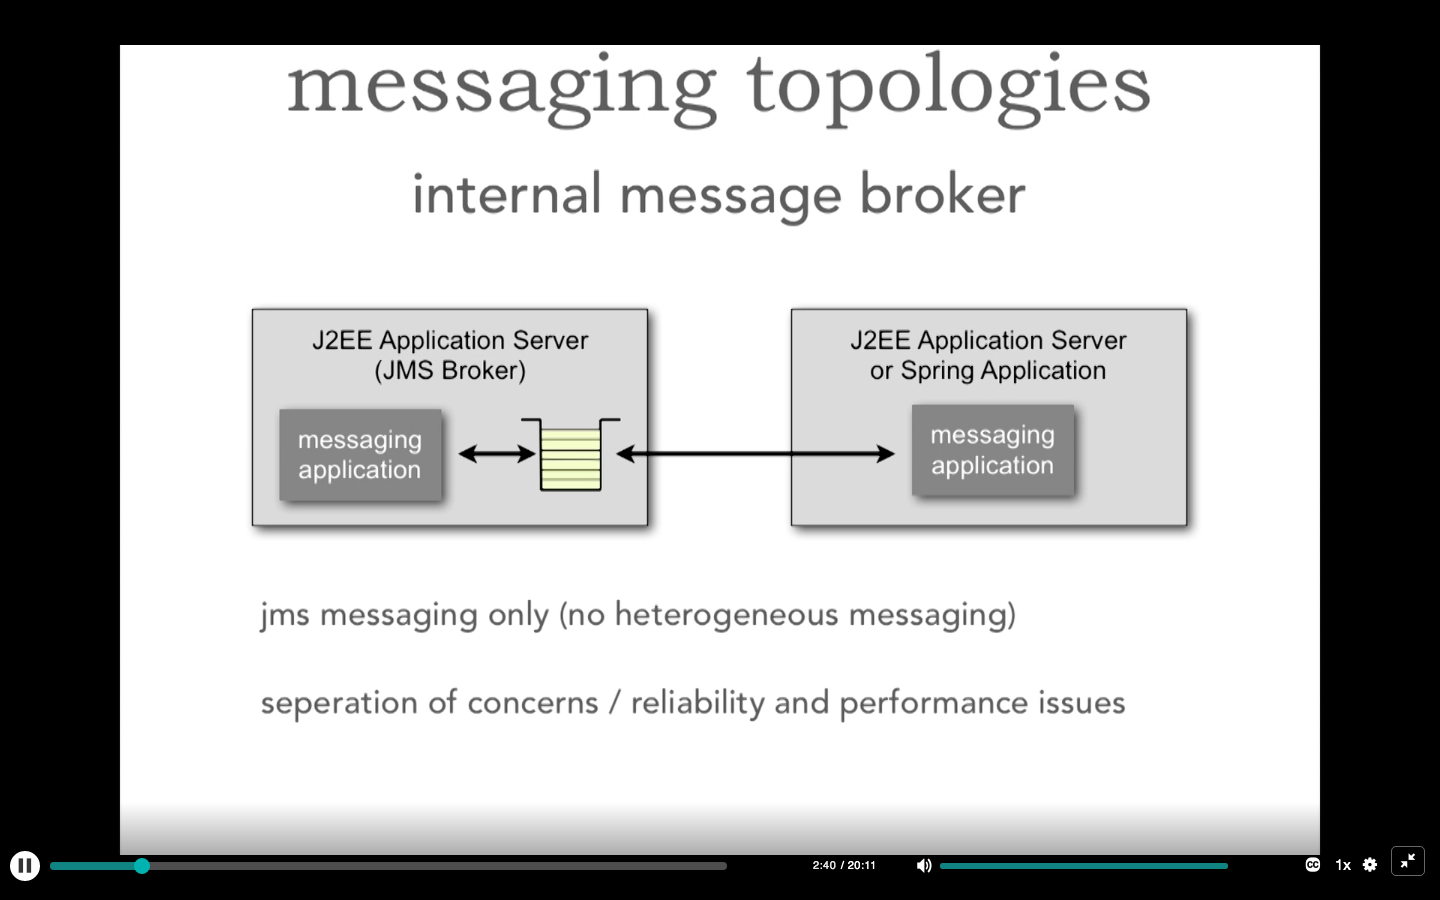 messaging topologies
internal message broker
J2EE Application Server
(JMS Broker)
messaging
application
J2EE Application Server
or Spring Application
messaging
application
jms messaging only (no heterogeneous messaging)
seperation of concerns / reliability and performance issues
2:40 / 20:11
CC
1x